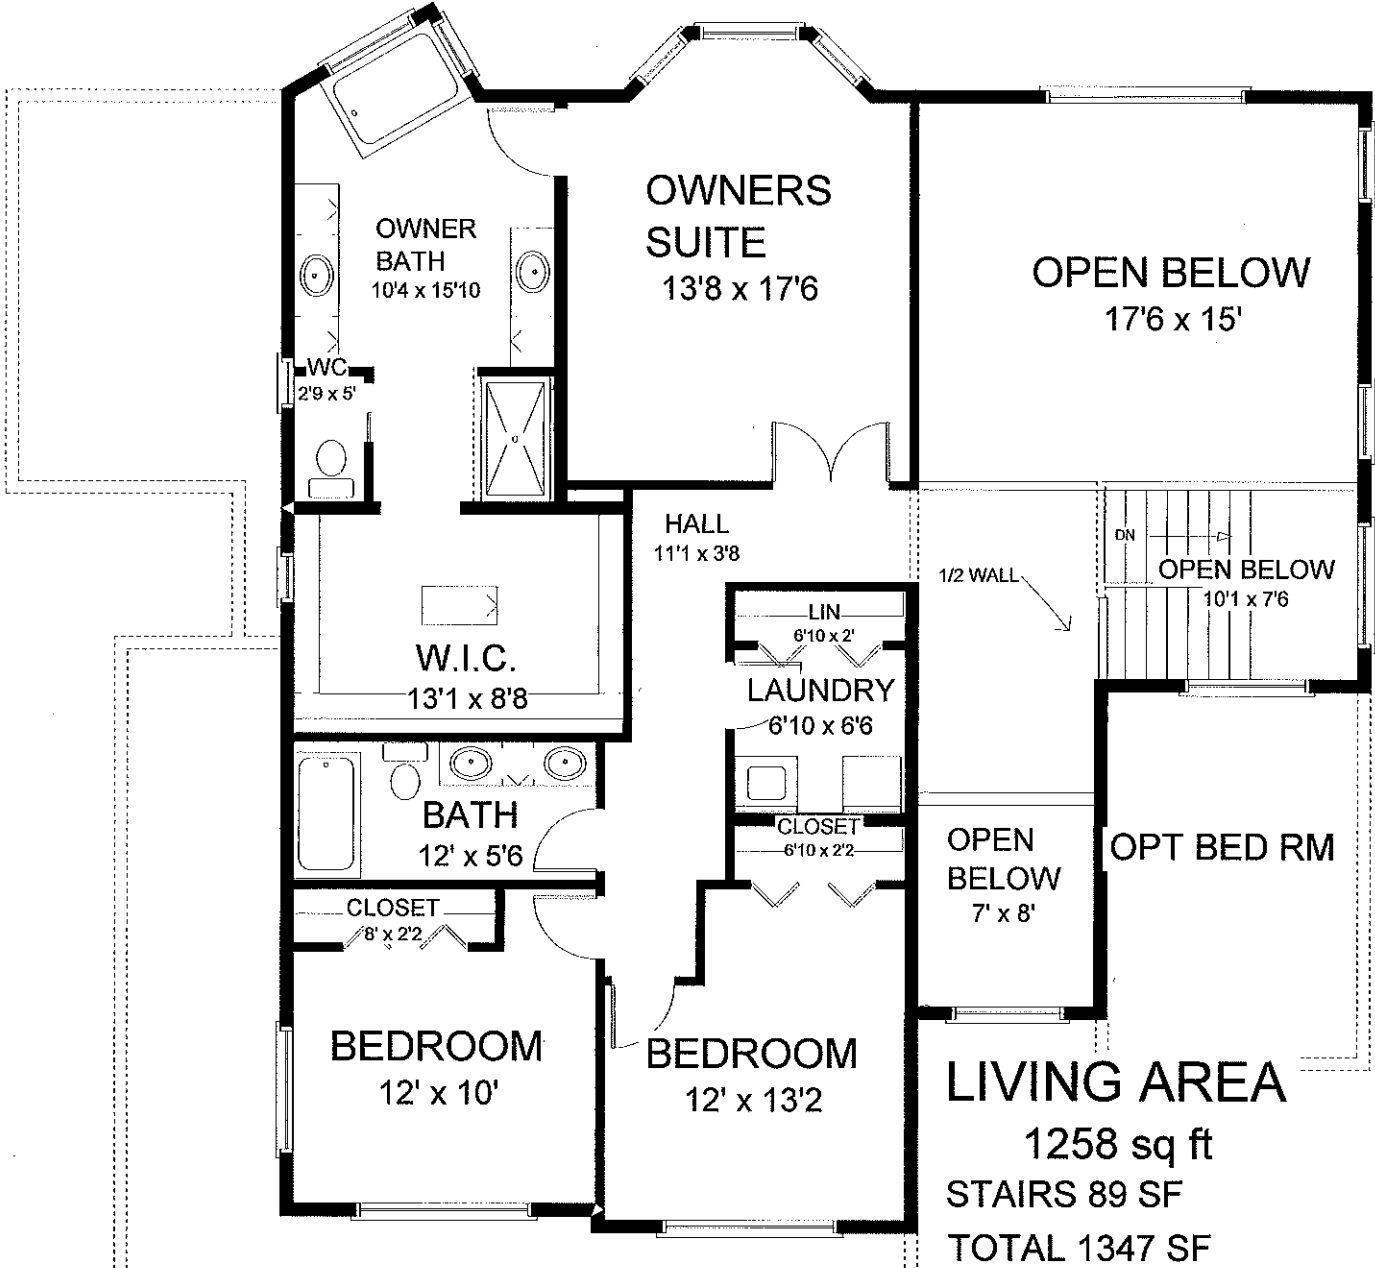 OWNER
BATH
10'4 x 15'10
OWNERS
SUITE
13'8 x 17'6
OPEN BELOW
17'6 x 15'
WC
2'9 x 5'
HALL
11'1 x 3'8
DN
OPEN BELOW
10'1 x 7'6
1/2 WALL
LIN
6'10 x 2'
W.I.C.
13'1 x 8'8
LAUNDRY
6'10 x 6'6
BATH
12' x 5'6
CLOSET
6'10 x 2'2
OPEN
BELOW
7' x 8'
OPT BED RM
CLOSET
8' x 2'2
BEDROOM
12' x 10'
BEDROOM
12' x 13'2
LIVING AREA
1258 sq ft
STAIRS 89 SF
TOTAL 1347 SF